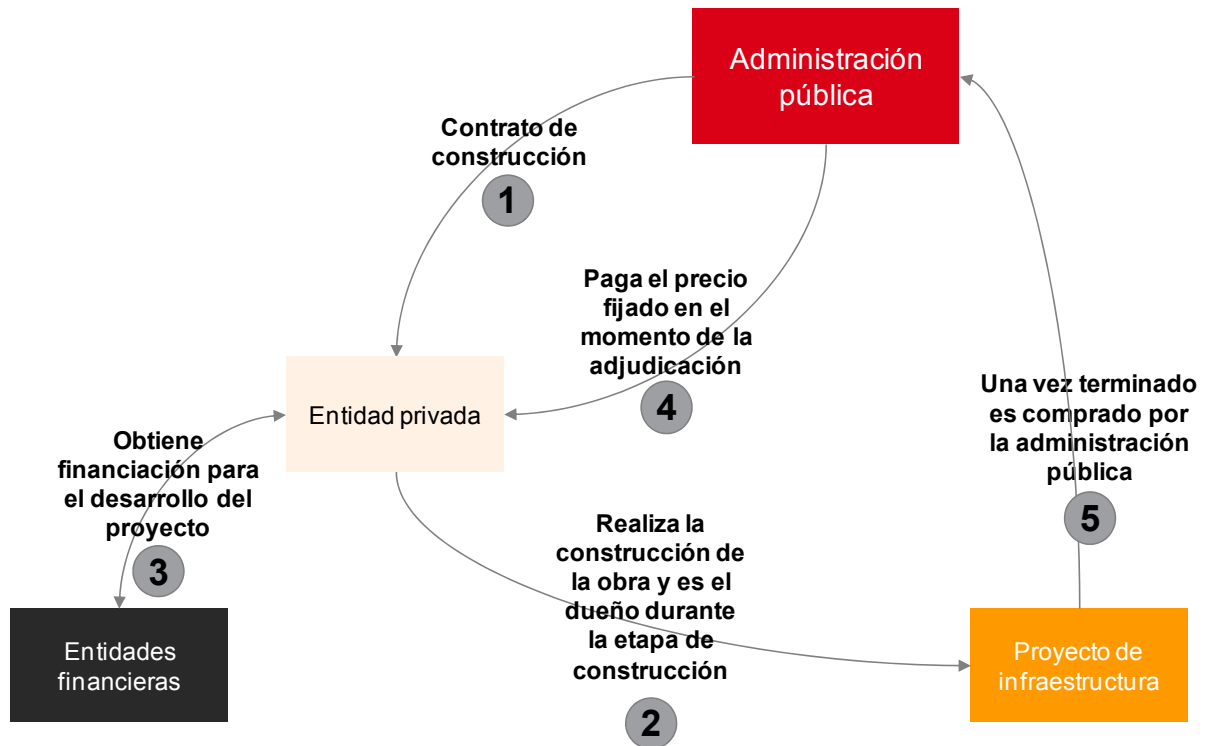 Administración
pública
Contrato de
construcción
1
Paga el precio
fijado en el
momento de la
adjudicación
4
Entidad privada
Una vez terminado
es comprado por
la administración
pública
5
Obtiene
financiación para
el desarrollo del
proyecto
3
Realiza la
construcción de
la obra y es el
dueño durante
la etapa de
construcción
2
Entidades
financieras
Proyecto de
infraestructura